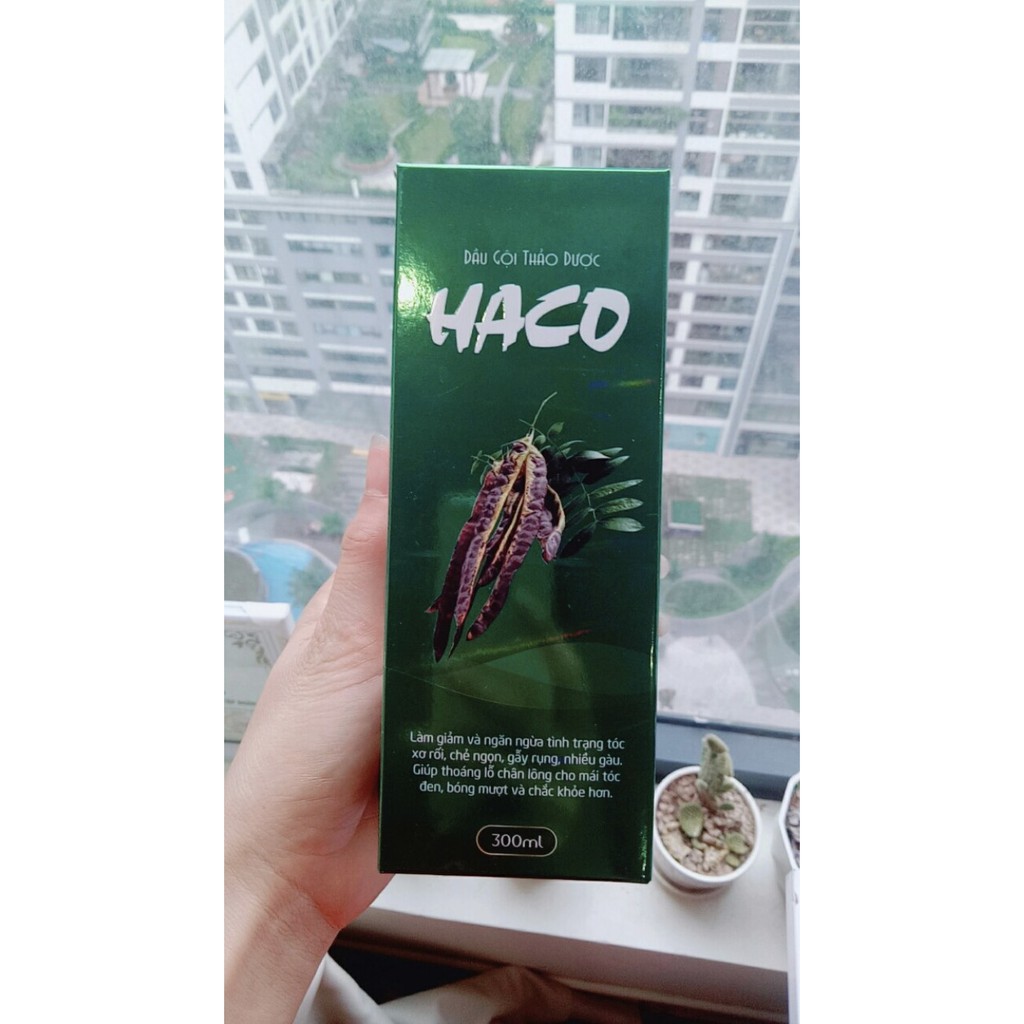 Dầu Gội Thảo Dược
HACO
Làm giảm và ngăn ngừa tình trạng tóc
xơ rối, chẻ ngọn, gẫy rụng, nhiều gàu.
Giúp thoáng lỗ chân lông cho mái tóc
đen, bóng mượt và chắc khỏe hơn.
300ml